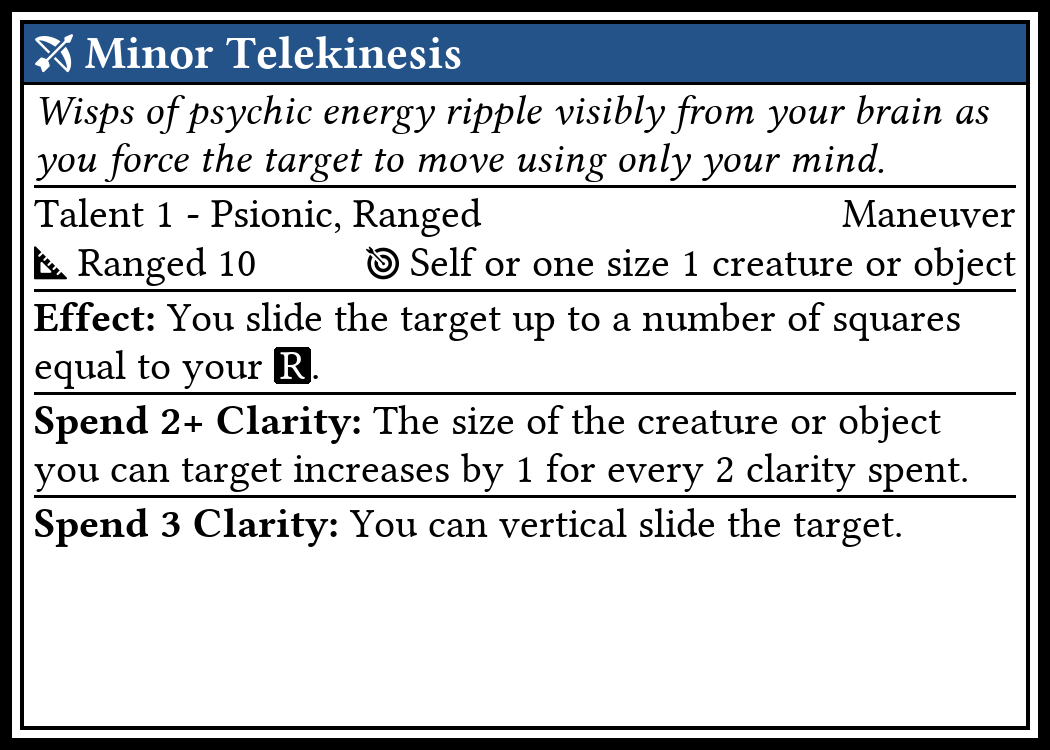 Minor Telekinesis
Wisps of psychic energy ripple visibly from your brain as
you force the target to move using only your mind.
Talent 1 - Psionic, Ranged Maneuver
Ranged 10 Self or one size 1 creature or object
Effect: You slide the target up to a number of squares
equal to your R.
Spend 2+ Clarity: The size of the creature or object
you can target increases by 1 for every 2 clarity spent.
Spend 3 Clarity: You can vertical slide the target.